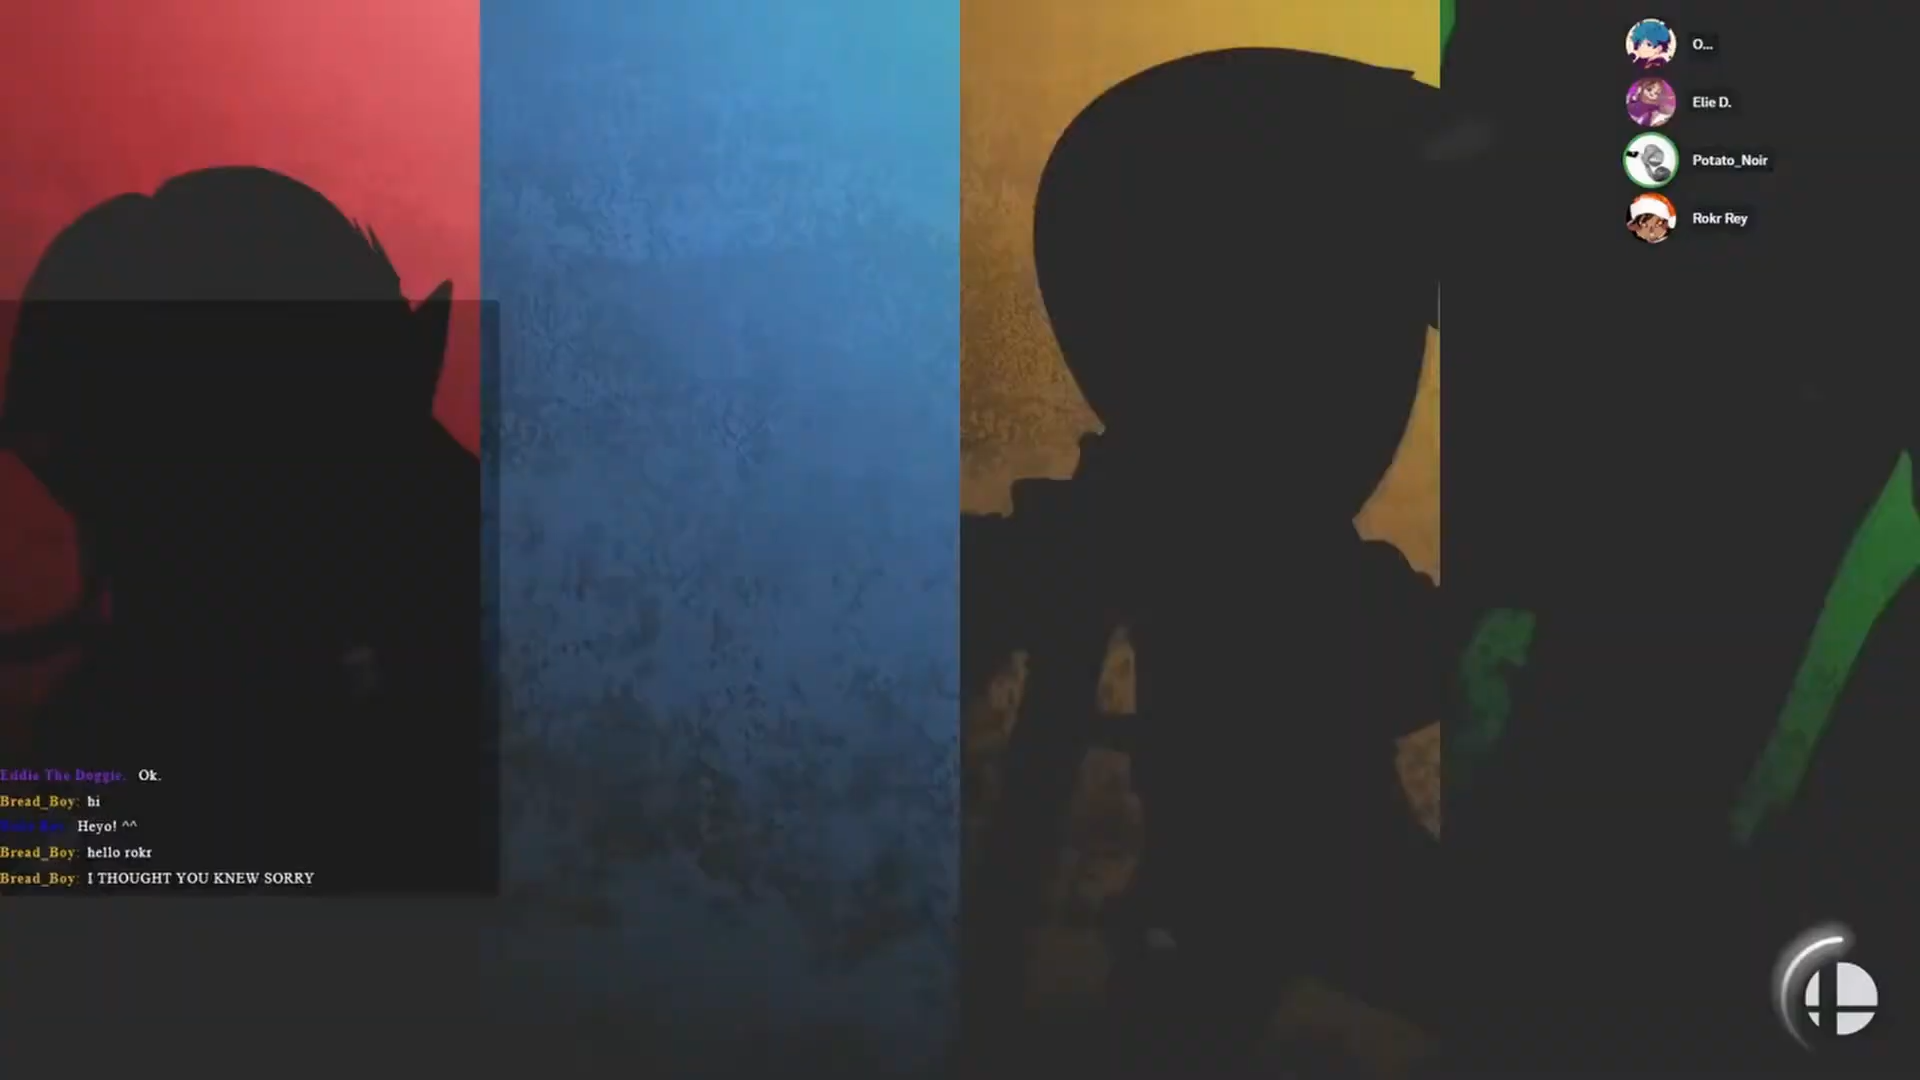 O...
Elie D.
Potato_Noir
Rokr Rey
Eddie The Doggie. Ok.
Bread_Boy: hi
Heyo! ^^
Bread_Boy: hello rokr
Bread_Boy: I THOUGHT YOU KNEW SORRY